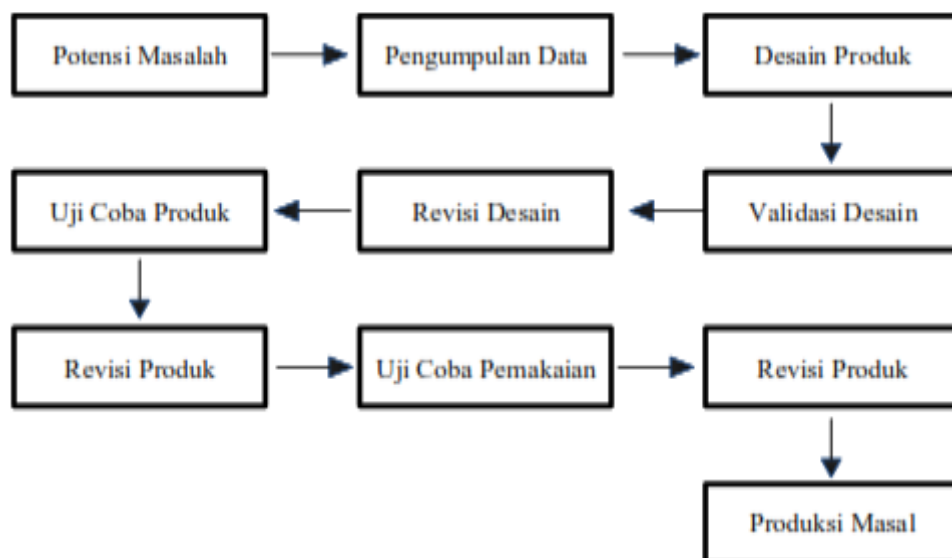 Potensi Masalah
Pengumpulan Data
Desain Produk
Validasi Desain
Revisi Desain
Uji Coba Produk
Revisi Produk
Uji Coba Pemakaian
Revisi Produk
Produksi Masal